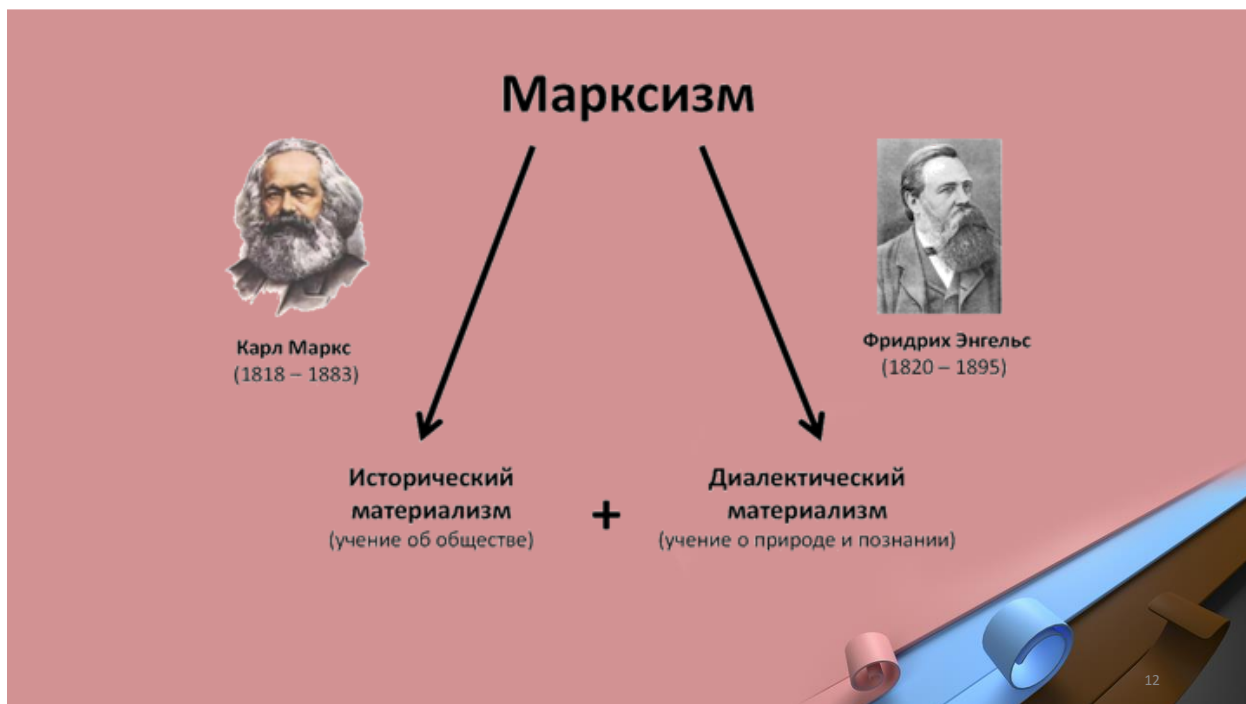 Марксизм
Карл Маркс
(1818 – 1883)
Фридрих Энгельс
(1820 – 1895)
Исторический
материализм
(учение об обществе)
+
Диалектический
материализм
(учение о природе и познании)
12